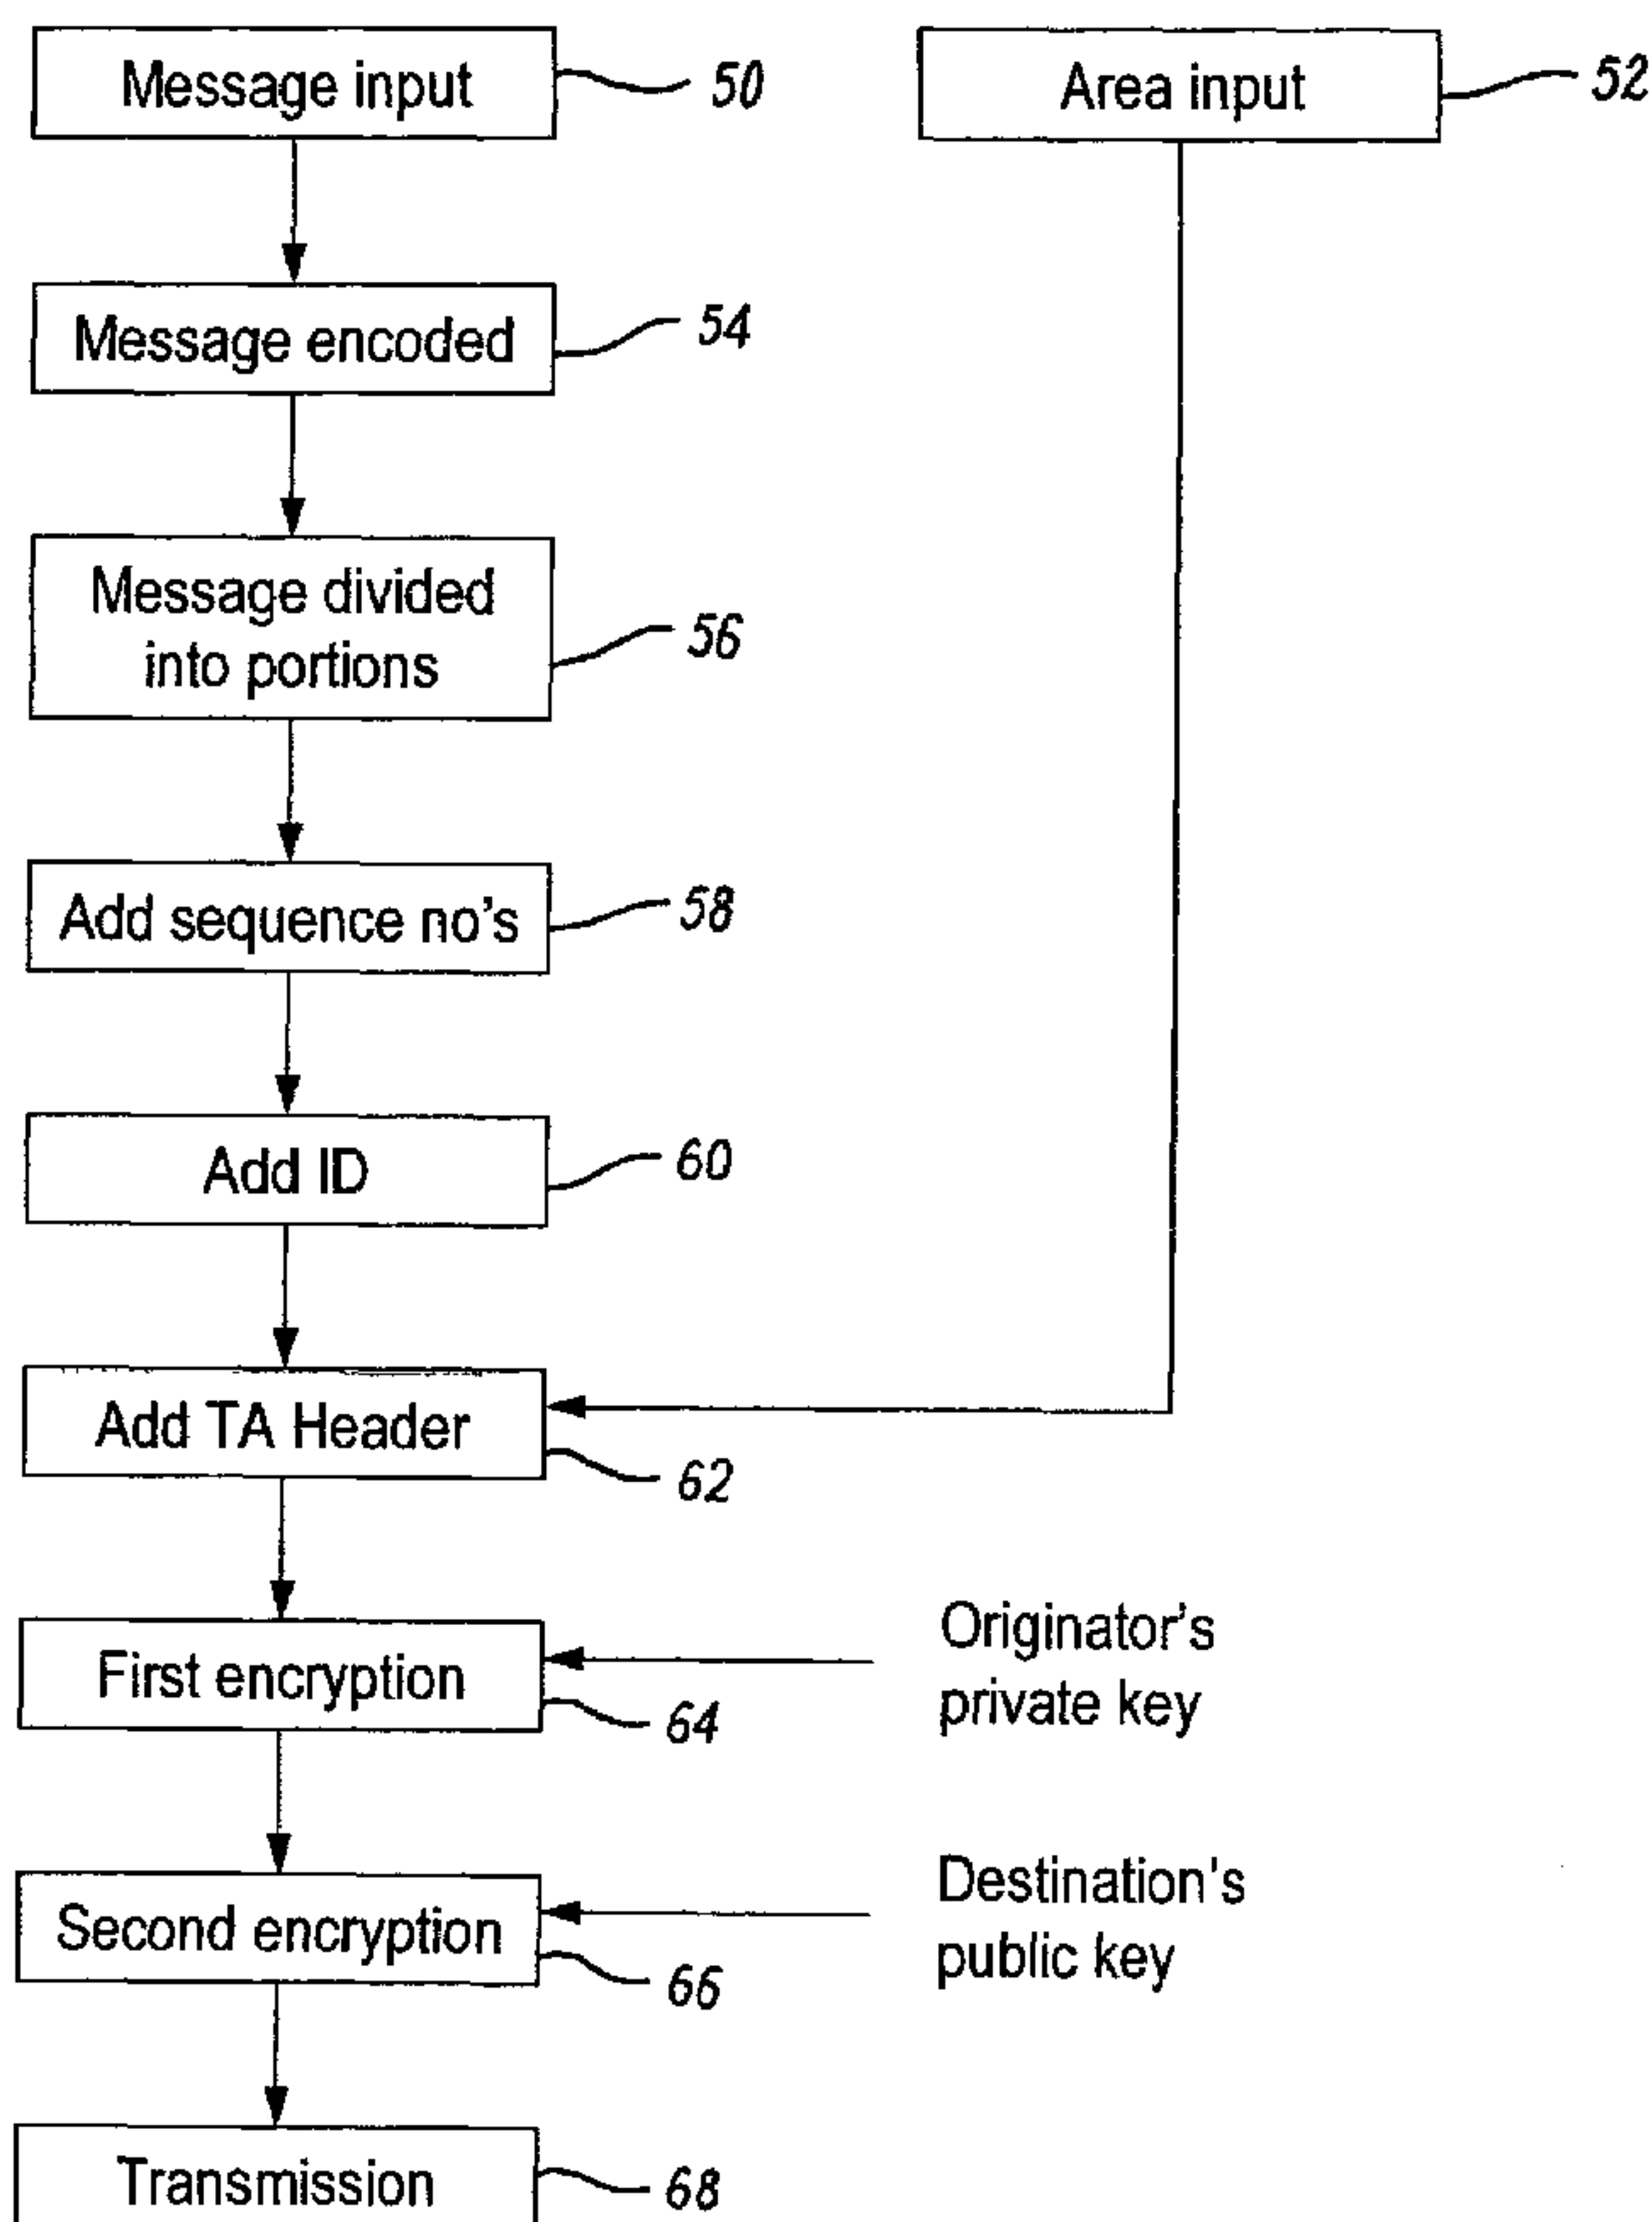 Message input
50
Area input
52
Message encoded
54
Message divided
into portions
56
Add sequence no's
58
Add ID
60
Add TA Header
62
First encryption
64
Originator's
private key
Second encryption
66
Destination's
public key
Transmission
68